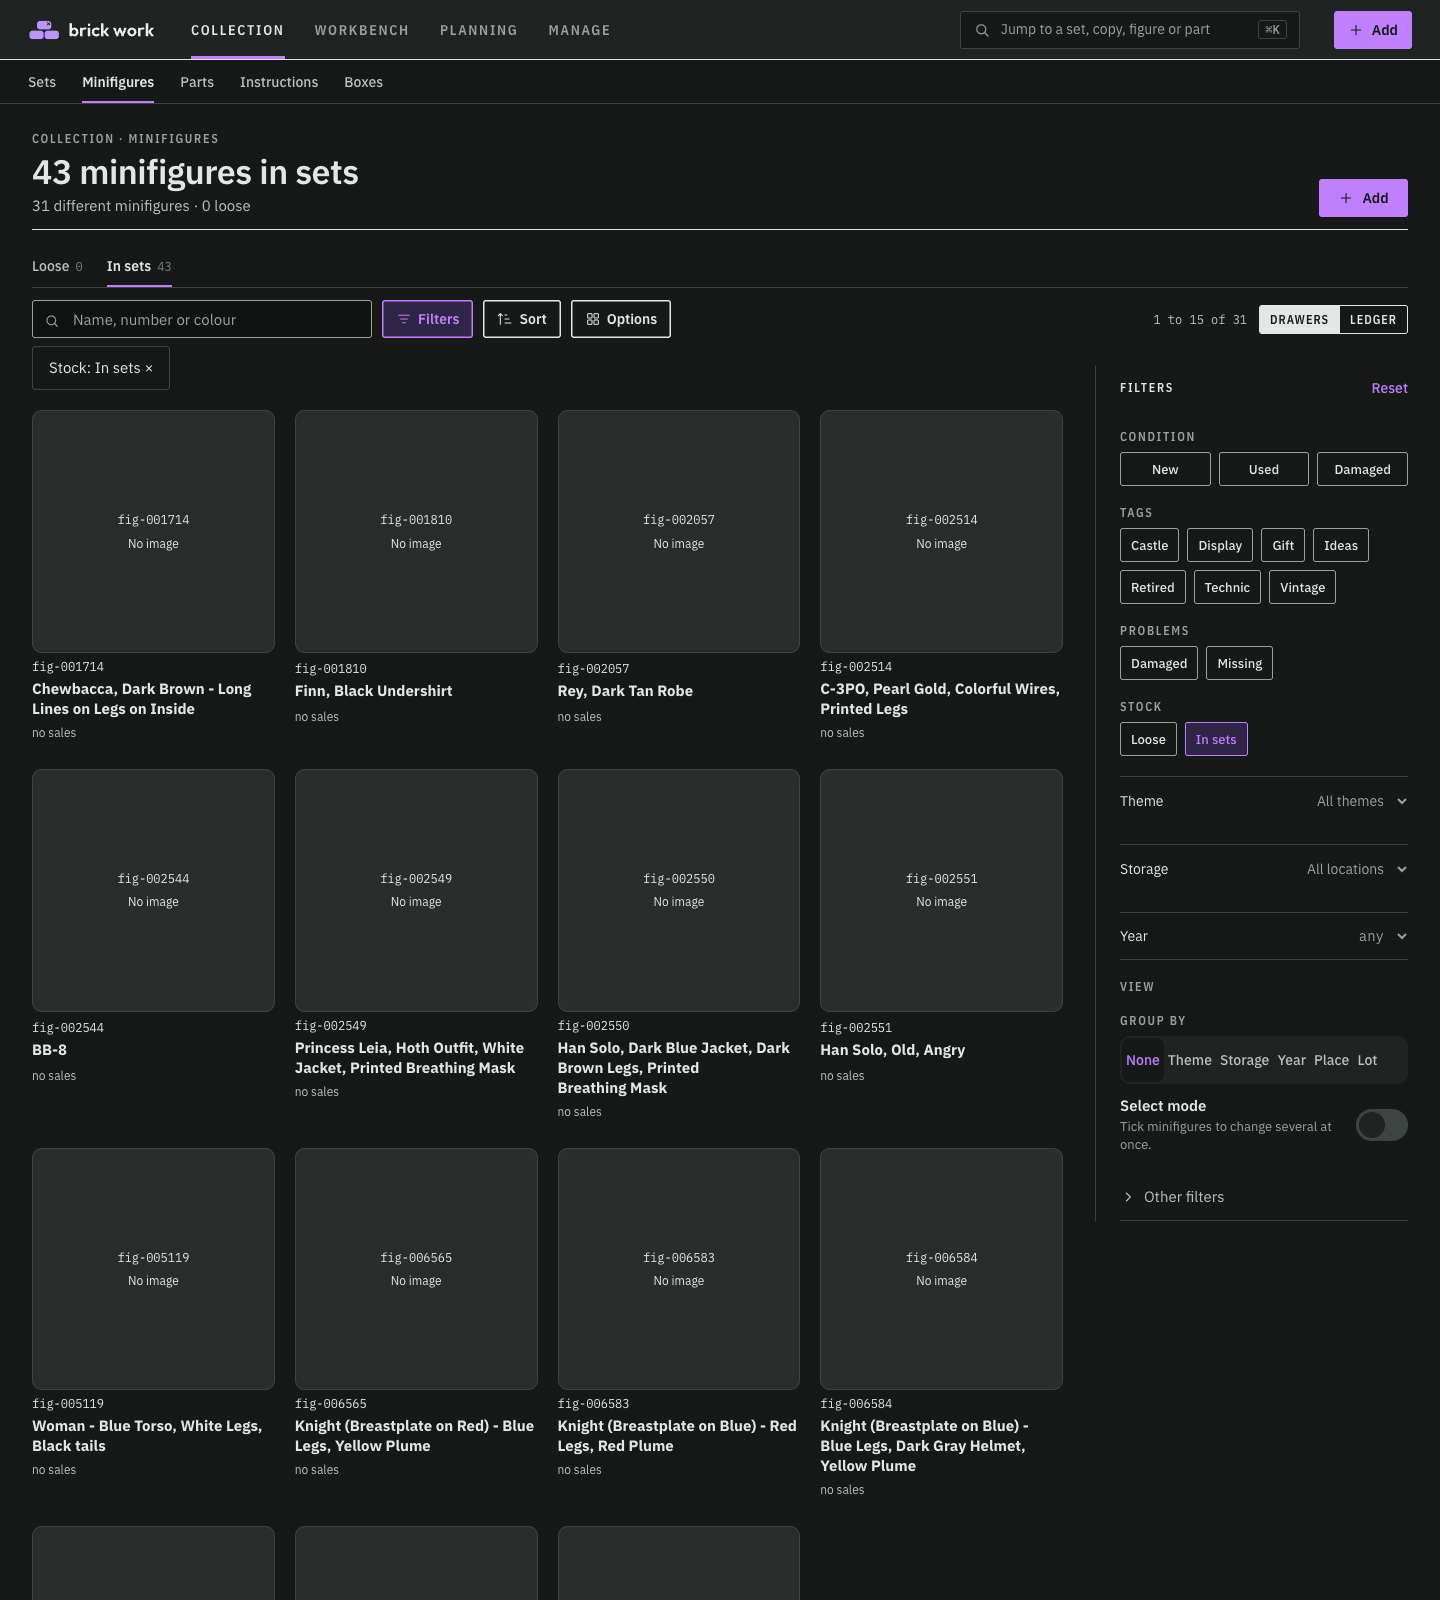 brick work
COLLECTION WORKBENCH PLANNING MANAGE
Jump to a set, copy, figure or part ⌘K
+ Add
Sets Minifigures Parts Instructions Boxes
COLLECTION · MINIFIGURES
43 minifigures in sets
31 different minifigures · 0 loose
+ Add
Loose 0 In sets 43
Name, number or colour
Filters
Sort
Options
1 to 15 of 31
DRAWERS LEDGER
Stock: In sets ×
fig-001714
No image
fig-001714
Chewbacca, Dark Brown - Long
Lines on Legs on Inside
no sales
fig-001810
No image
fig-001810
Finn, Black Undershirt
no sales
fig-002057
No image
fig-002057
Rey, Dark Tan Robe
no sales
fig-002514
No image
fig-002514
C-3PO, Pearl Gold, Colorful Wires,
Printed Legs
no sales
fig-002544
No image
fig-002544
BB-8
no sales
fig-002549
No image
fig-002549
Princess Leia, Hoth Outfit, White
Jacket, Printed Breathing Mask
no sales
fig-002550
No image
fig-002550
Han Solo, Dark Blue Jacket, Dark
Brown Legs, Printed
Breathing Mask
no sales
fig-002551
No image
fig-002551
Han Solo, Old, Angry
no sales
fig-005119
No image
fig-005119
Woman - Blue Torso, White Legs,
Black tails
no sales
fig-006565
No image
fig-006565
Knight (Breastplate on Red) - Blue
Legs, Yellow Plume
no sales
fig-006583
No image
fig-006583
Knight (Breastplate on Blue) - Red
Legs, Red Plume
no sales
fig-006584
No image
fig-006584
Knight (Breastplate on Blue) -
Blue Legs, Dark Gray Helmet,
Yellow Plume
no sales
FILTERS Reset
CONDITION
New Used Damaged
TAGS
Castle Display Gift Ideas
Retired Technic Vintage
PROBLEMS
Damaged Missing
STOCK
Loose In sets
Theme All themes
Storage All locations
Year any
VIEW
GROUP BY
None Theme Storage Year Place Lot
Select mode
Tick minifigures to change several at
once.
Other filters